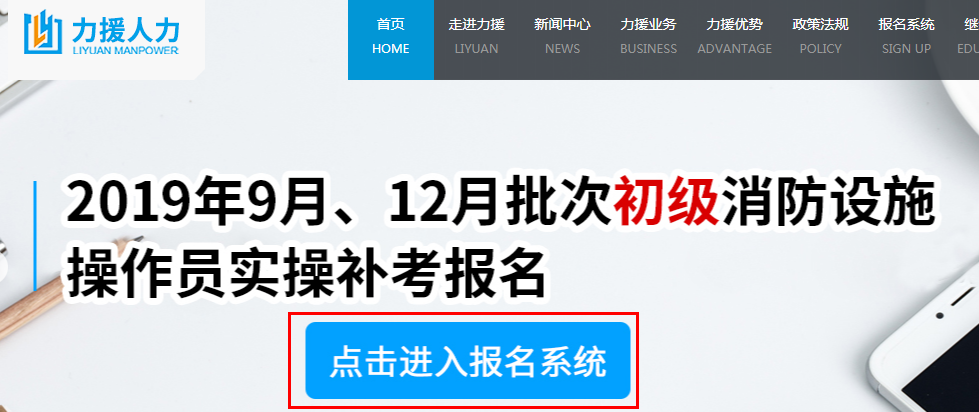 力援人力
LIYUAN MANPOWER
首页 走进力援 新闻中心 力援业务 力援优势 政策法规 报名系统 继
HOME LIYUAN NEWS BUSINESS ADVANTAGE POLICY SIGN UP EDU
2019年9月、12月批次初级消防设施
操作员实操补考报名
点击进入报名系统